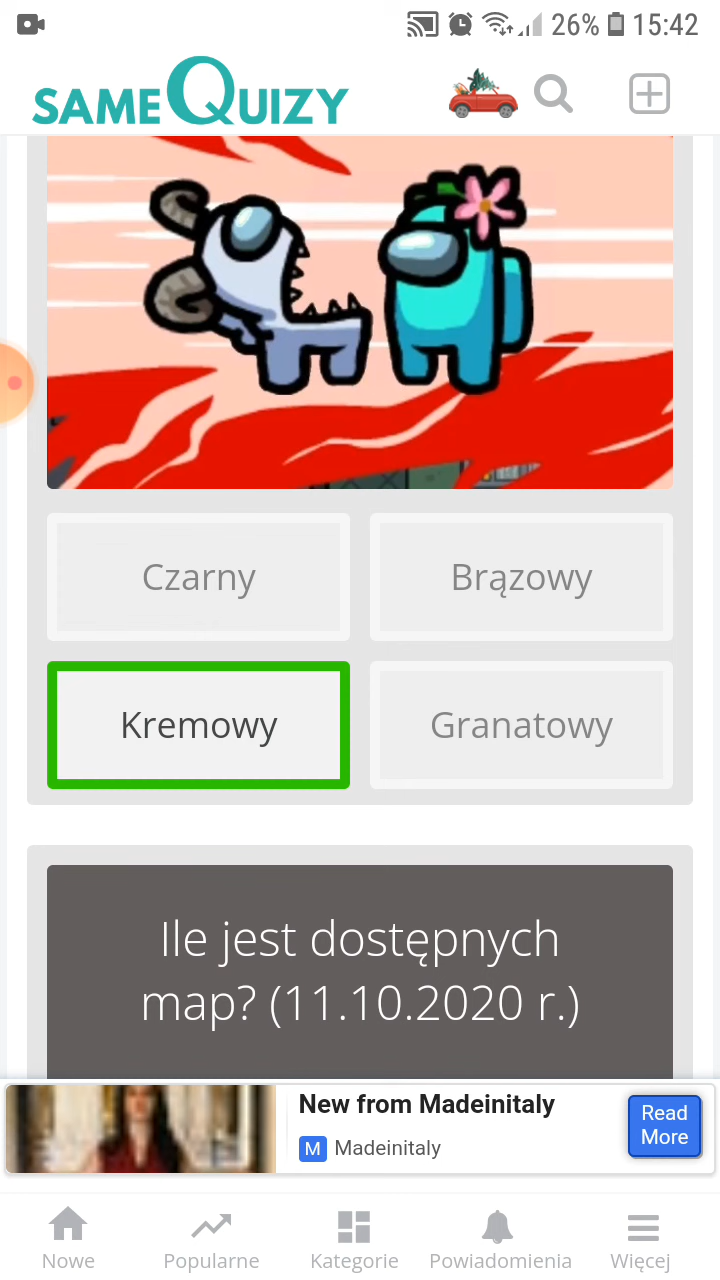 26% 15:42
SAMEQUIZY
Czarny
Brązowy
Kremowy
Granatowy
Ile jest dostępnych
map? (11.10.2020 r.)
New from Madeinitaly
M Madeinitaly
Read
More
Nowe
Popularne
Kategorie
Powiadomienia
Więcej